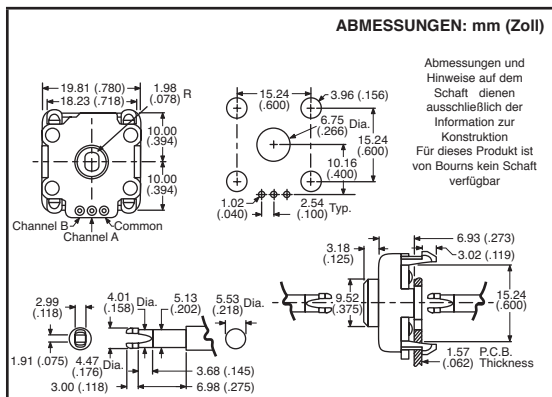 ABMESSUNGEN: mm (Zoll)
19.81 (.780)
18.23 (.718)
1.98
(.078)
R
10.00
(.394)
10.00
(.394)
Channel B
Channel A
Common
15.24
(.600)
3.96 (.156)
6.75
(.266)
Dia.
15.24
(.600)
10.16
(.400)
1.02
(.040)
2.54
(.100)
Typ.
Abmessungen und
Hinweise auf dem
Schaft dienen
ausschließlich der
Information zur
Konstruktion
Für dieses Produkt ist
von Bourns kein Schaft
verfügbar
2.99
(.118)
1.91 (.075)
4.01
(.158)
Dia.
5.13
(.202)
5.53
(.218)
Dia.
4.47
(.176)
Dia.
3.68 (.145)
3.00 (.118)
6.98 (.275)
3.18
(.125)
6.93 (.273)
3.02 (.119)
9.52
(.375)
15.24
(.600)
1.57
(.062)
P.C.B.
Thickness